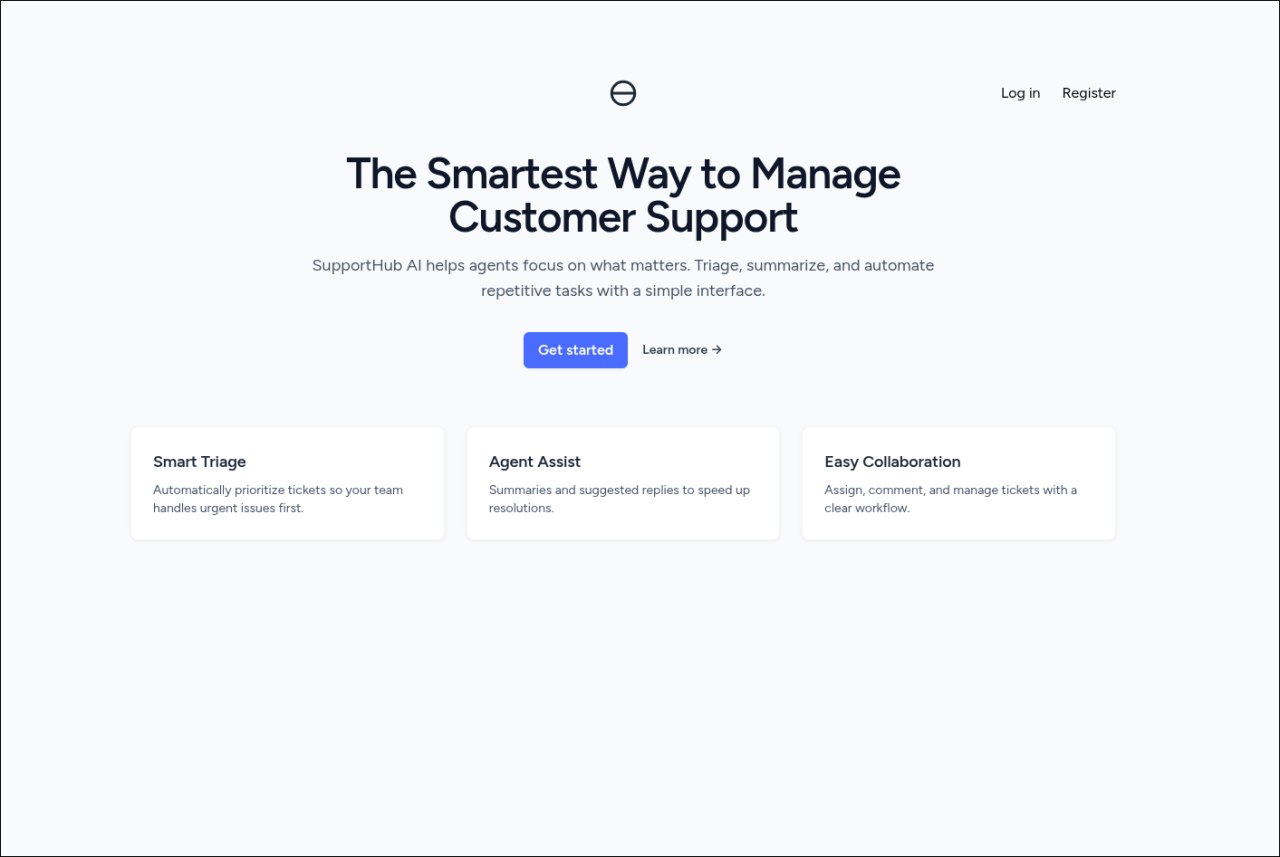 Log in Register
The Smartest Way to Manage
Customer Support
SupportHub AI helps agents focus on what matters. Triage, summarize, and automate
repetitive tasks with a simple interface.
Get started Learn more →
Smart Triage
Automatically prioritize tickets so your team
handles urgent issues first.
Agent Assist
Summaries and suggested replies to speed up
resolutions.
Easy Collaboration
Assign, comment, and manage tickets with a
clear workflow.